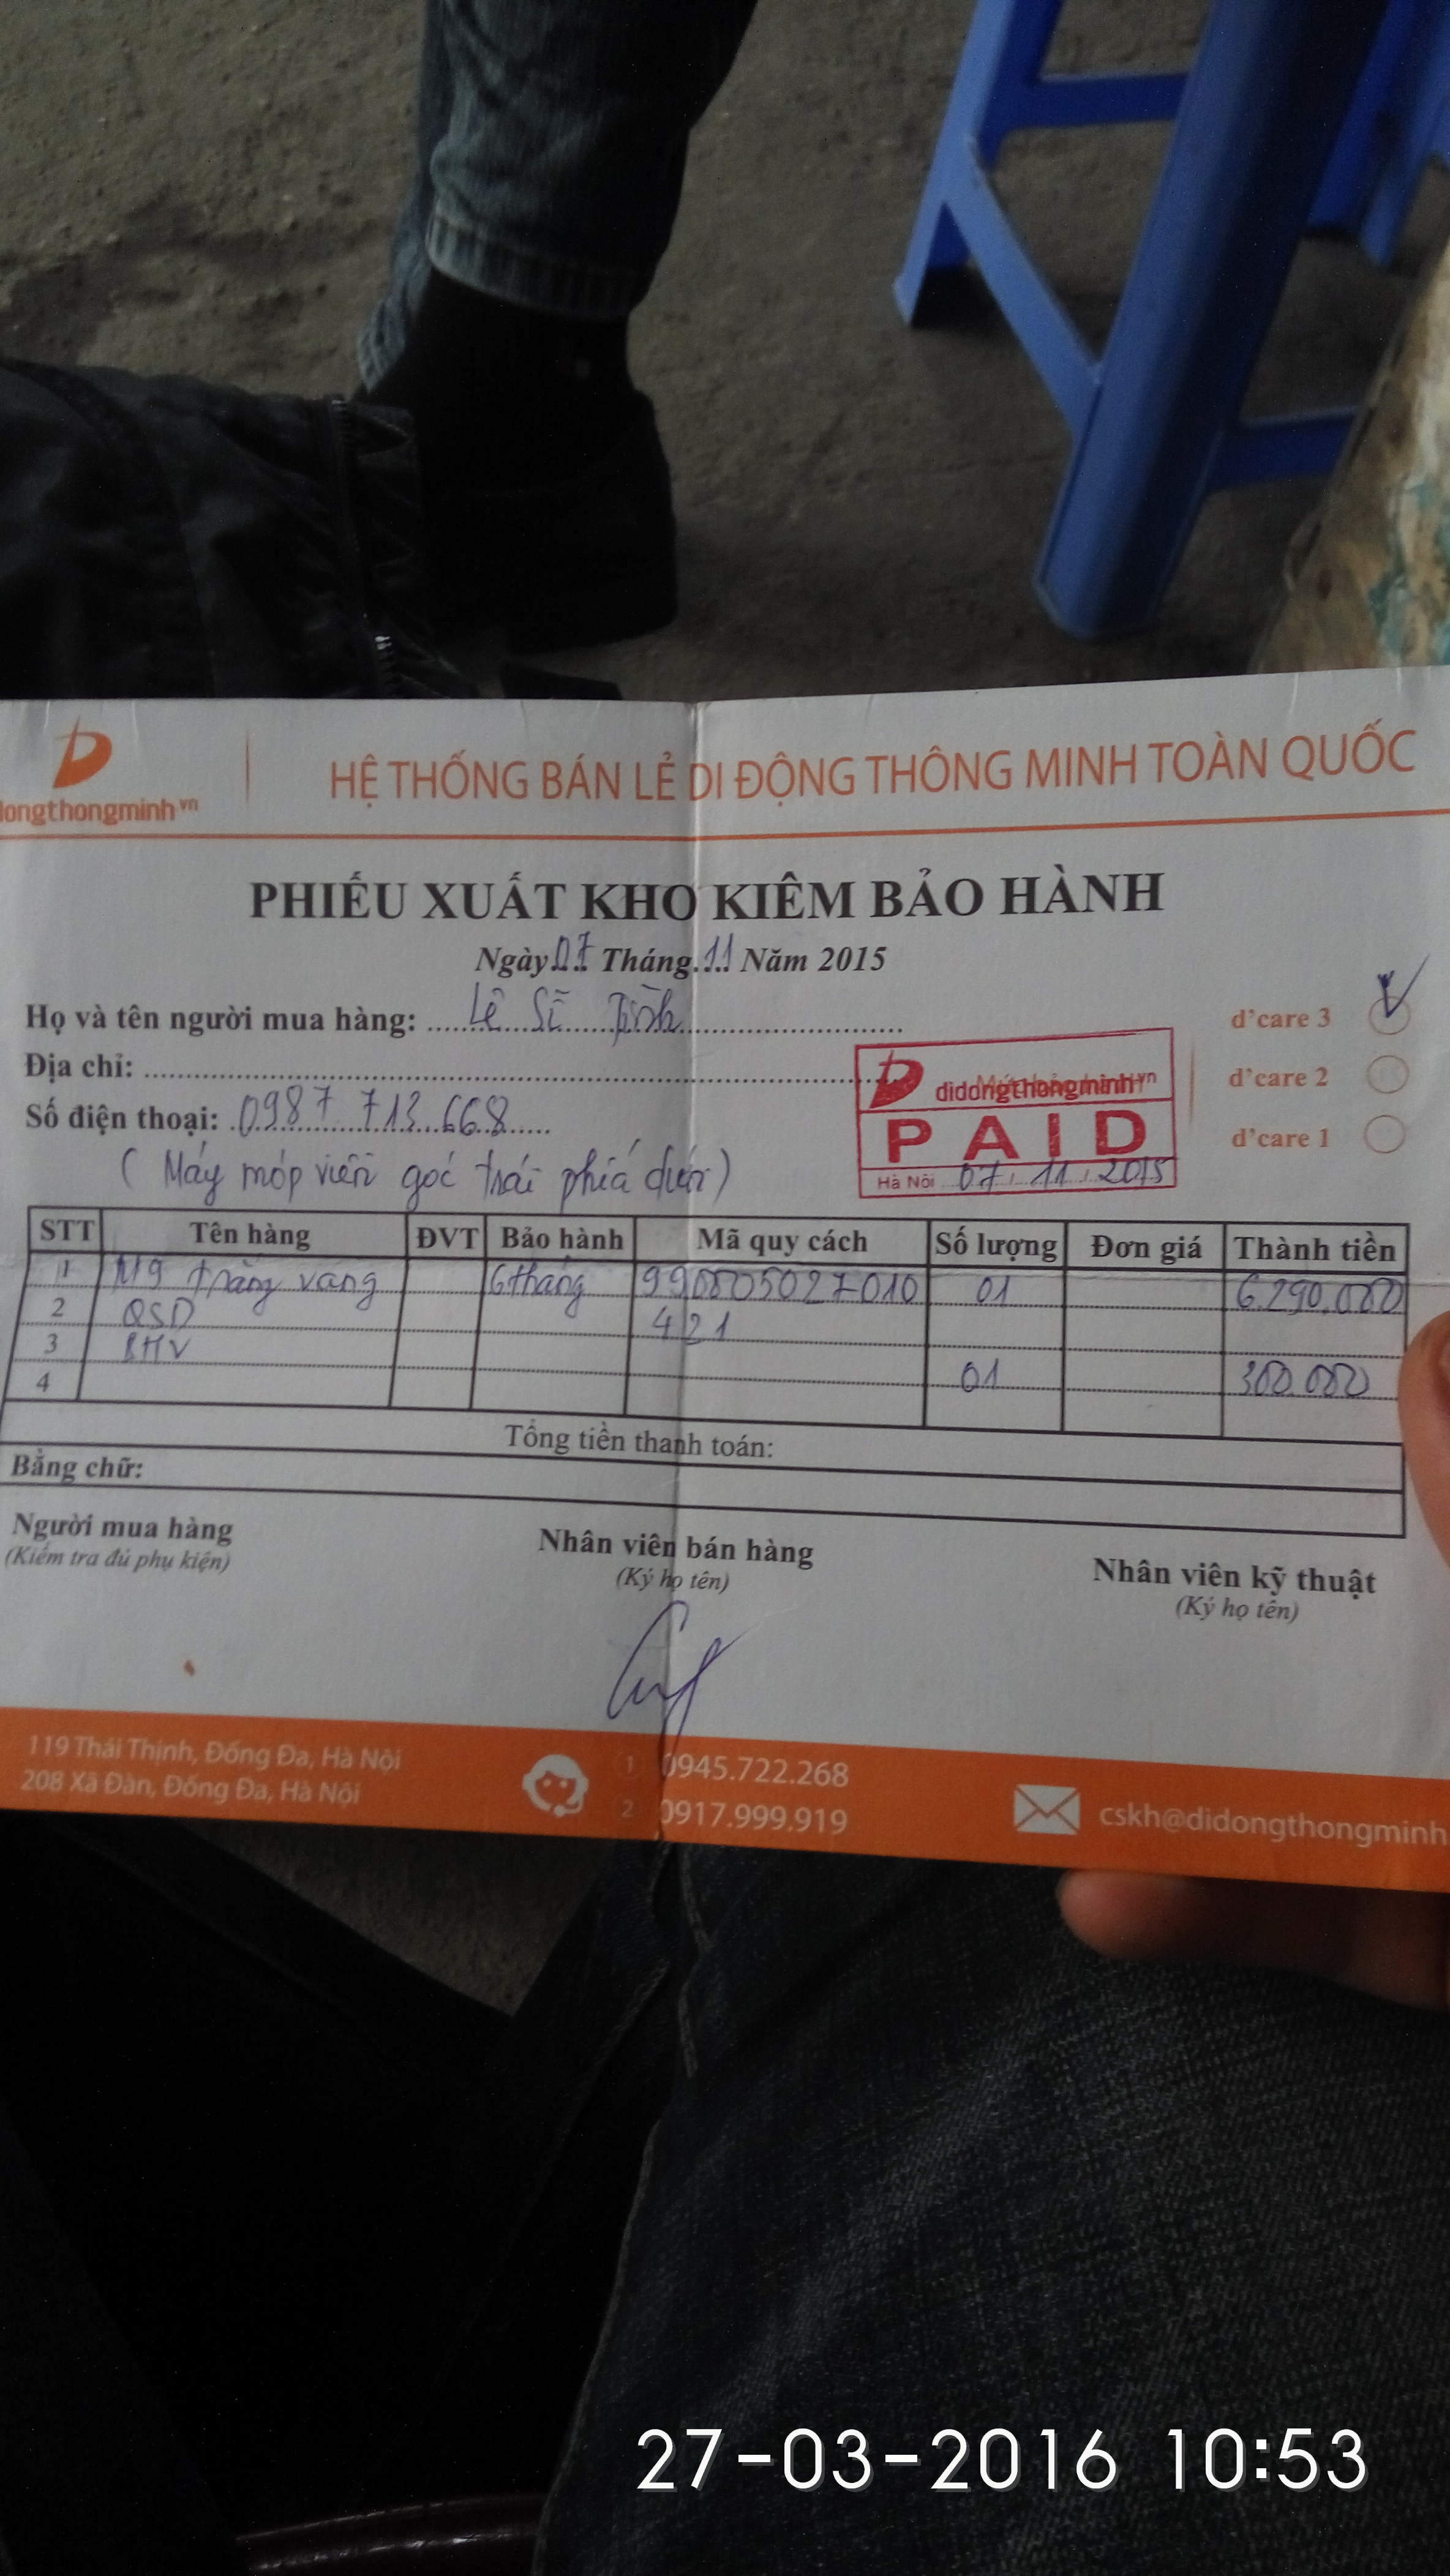 HỆ THỐNG BÁN LẺ DI ĐỘNG THÔNG MINH TOÀN QUỐC
dongthongminh.vn
PHIẾU XUẤT KHO KIÊM BẢO HÀNH
Ngày 07 Tháng 11 Năm 2015
Họ và tên người mua hàng: Lê Sĩ
Địa chỉ:
Số điện thoại: 0987 713 668
(Máy móp viền góc trái phía dưới)
d'care 3
d'care 2
d'care 1
didongthongminh.vn
PAID
Hà Nội 07.11.2015
STT Tên hàng ĐVT Bảo hành Mã quy cách Số lượng Đơn giá Thành tiền
1 M9 trắng vàng 6 tháng 990005027010 01 6.290.000
2 QSD 421
3 BHV 01 300.000
4
Tổng tiền thanh toán:
Bằng chữ:
Người mua hàng Nhân viên bán hàng Nhân viên kỹ thuật
(Kiểm tra đủ phụ kiện) (Ký họ tên) (Ký họ tên)
119 Thái Thịnh, Đống Đa, Hà Nội 1 0945.722.268
208 Xã Đàn, Đống Đa, Hà Nội 2 0917.999.919 cskh@didongthongminh
27-03-2016 10:53